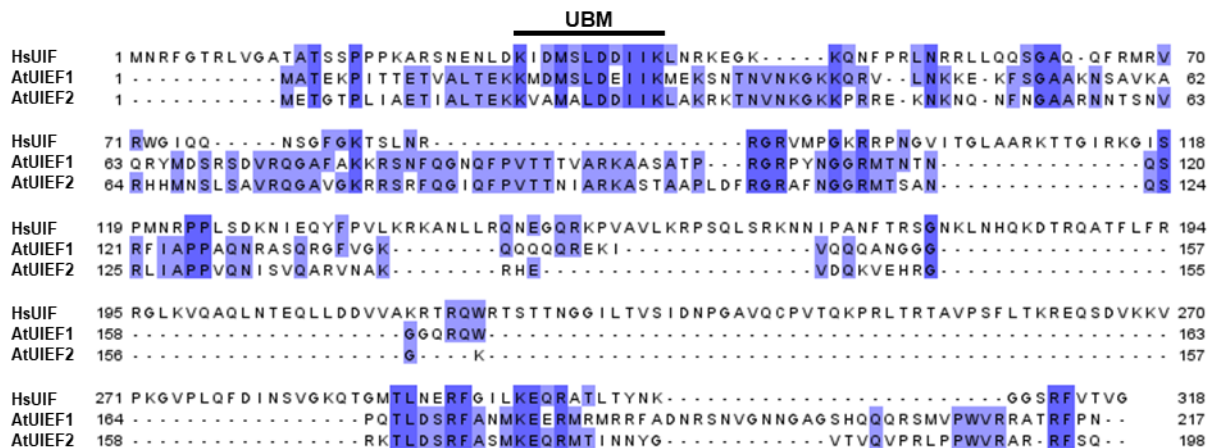 UBM
HsUIF 1 MNRFGTRLVGATATSSPPPKARSNENLDKIDMSLDDIIKLNRKEGK-----KQNFPRLNRRLLQQSGAQ-QFRMRV 70
AtUIEF1 1 -----------MATEKPITTETVALTEKKMDMSLDEIIKMEKSNTNVNKGKKQRV--LNKKE-KFSGAAKNSAVKA 62
AtUIEF2 1 -----------METGTPLIAETIALTEKKVAMALDDIIKLAKRKTNVNKGKKPRRE-KNKNQ-NFNGAARNNTSNV 63
HsUIF 71 RWGIQQ-----NSGFGKTSLNR-----------------------RGRVMPGKRRPNGVITGLAARKTTGIRKGIS 118
AtUIEF1 63 QRYMDSRSDVRQGAFAKKRSNFQGNQFPVTTTVARKAASATP---RGRPYNGGRMTNTN---------------QS 120
AtUIEF2 64 RHHMNSLSAVRQGAVGKRRSRFQGIQFPVTTNIARKASTAAPLDFRGRAFNGGRMTSAN---------------QS 124
HsUIF 119 PMNRPPLSDKNIEQYFPVLKRKANLLRQNEGQRKPVAVLKRPSQLSRKNNIPANFTRSGNKLNHQKDTRQATFLFR 194
AtUIEF1 121 RFIAPPAQNRASQRGFVGK--------QQQQQREKI--------------VQQQANGGG----------------- 157
AtUIEF2 125 RLIAPPVQNISVQARVNAK--------RHE--------------------VDQKVEHRG----------------- 155
HsUIF 195 RGLKVQAQLNTEQLLDDVVAKRTRQWRTSTTNGGILTVSIDNPGAVQCPVTQKPRLTRTAVPSFLTKREQSDVKKV 270
AtUIEF1 158 --------------------GGQRQW-------------------------------------------------- 163
AtUIEF2 156 --------------------G----K-------------------------------------------------- 157
HsUIF 271 PKGVPLQFDINSVGKQTGMTLNERFGILKEQRATLTYNK-------------------------GGSRFVTVG 318
AtUIEF1 164 -----------------PQTLDSRFANMKEERMRMRRFADNRSNVGNNGAGSHQQQRSMVPWVRRATRFPN-- 217
AtUIEF2 158 -----------------RKTLDSRFASMKEQRMTINNYG------------VTVQVPRLPPWVRAR-RFSQ-- 198